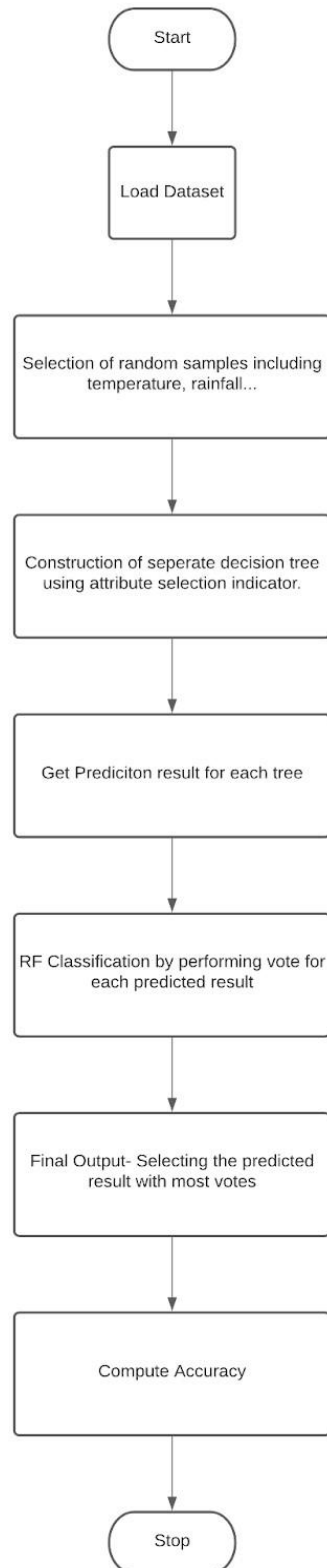 Start
Load Dataset
Selection of random samples including
temperature, rainfall...
Construction of seperate decision tree
using attribute selection indicator.
Get Prediciton result for each tree
RF Classification by performing vote for
each predicted result
Final Output- Selecting the predicted
result with most votes
Compute Accuracy
Stop